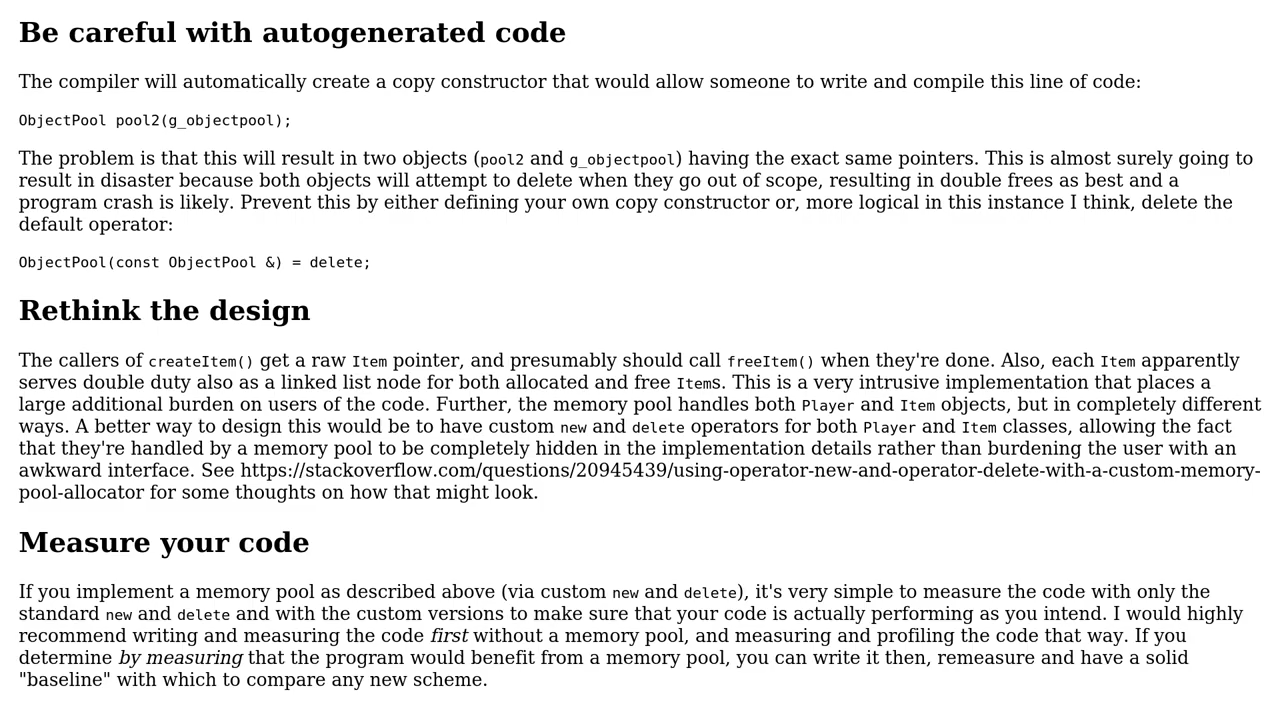 Be careful with autogenerated code
The compiler will automatically create a copy constructor that would allow someone to write and compile this line of code:
ObjectPool pool2(g_objectpool);
The problem is that this will result in two objects (pool2 and g_objectpool) having the exact same pointers. This is almost surely going to
result in disaster because both objects will attempt to delete when they go out of scope, resulting in double frees as best and a
program crash is likely. Prevent this by either defining your own copy constructor or, more logical in this instance I think, delete the
default operator:
ObjectPool(const ObjectPool &) = delete;
Rethink the design
The callers of createItem() get a raw Item pointer, and presumably should call freeItem() when they're done. Also, each Item apparently
serves double duty also as a linked list node for both allocated and free Items. This is a very intrusive implementation that places a
large additional burden on users of the code. Further, the memory pool handles both Player and Item objects, but in completely different
ways. A better way to design this would be to have custom new and delete operators for both Player and Item classes, allowing the fact
that they're handled by a memory pool to be completely hidden in the implementation details rather than burdening the user with an
awkward interface. See https://stackoverflow.com/questions/20945439/using-operator-new-and-operator-delete-with-a-custom-memory-
pool-allocator for some thoughts on how that might look.
Measure your code
If you implement a memory pool as described above (via custom new and delete), it's very simple to measure the code with only the
standard new and delete and with the custom versions to make sure that your code is actually performing as you intend. I would highly
recommend writing and measuring the code first without a memory pool, and measuring and profiling the code that way. If you
determine by measuring that the program would benefit from a memory pool, you can write it then, remeasure and have a solid
"baseline" with which to compare any new scheme.